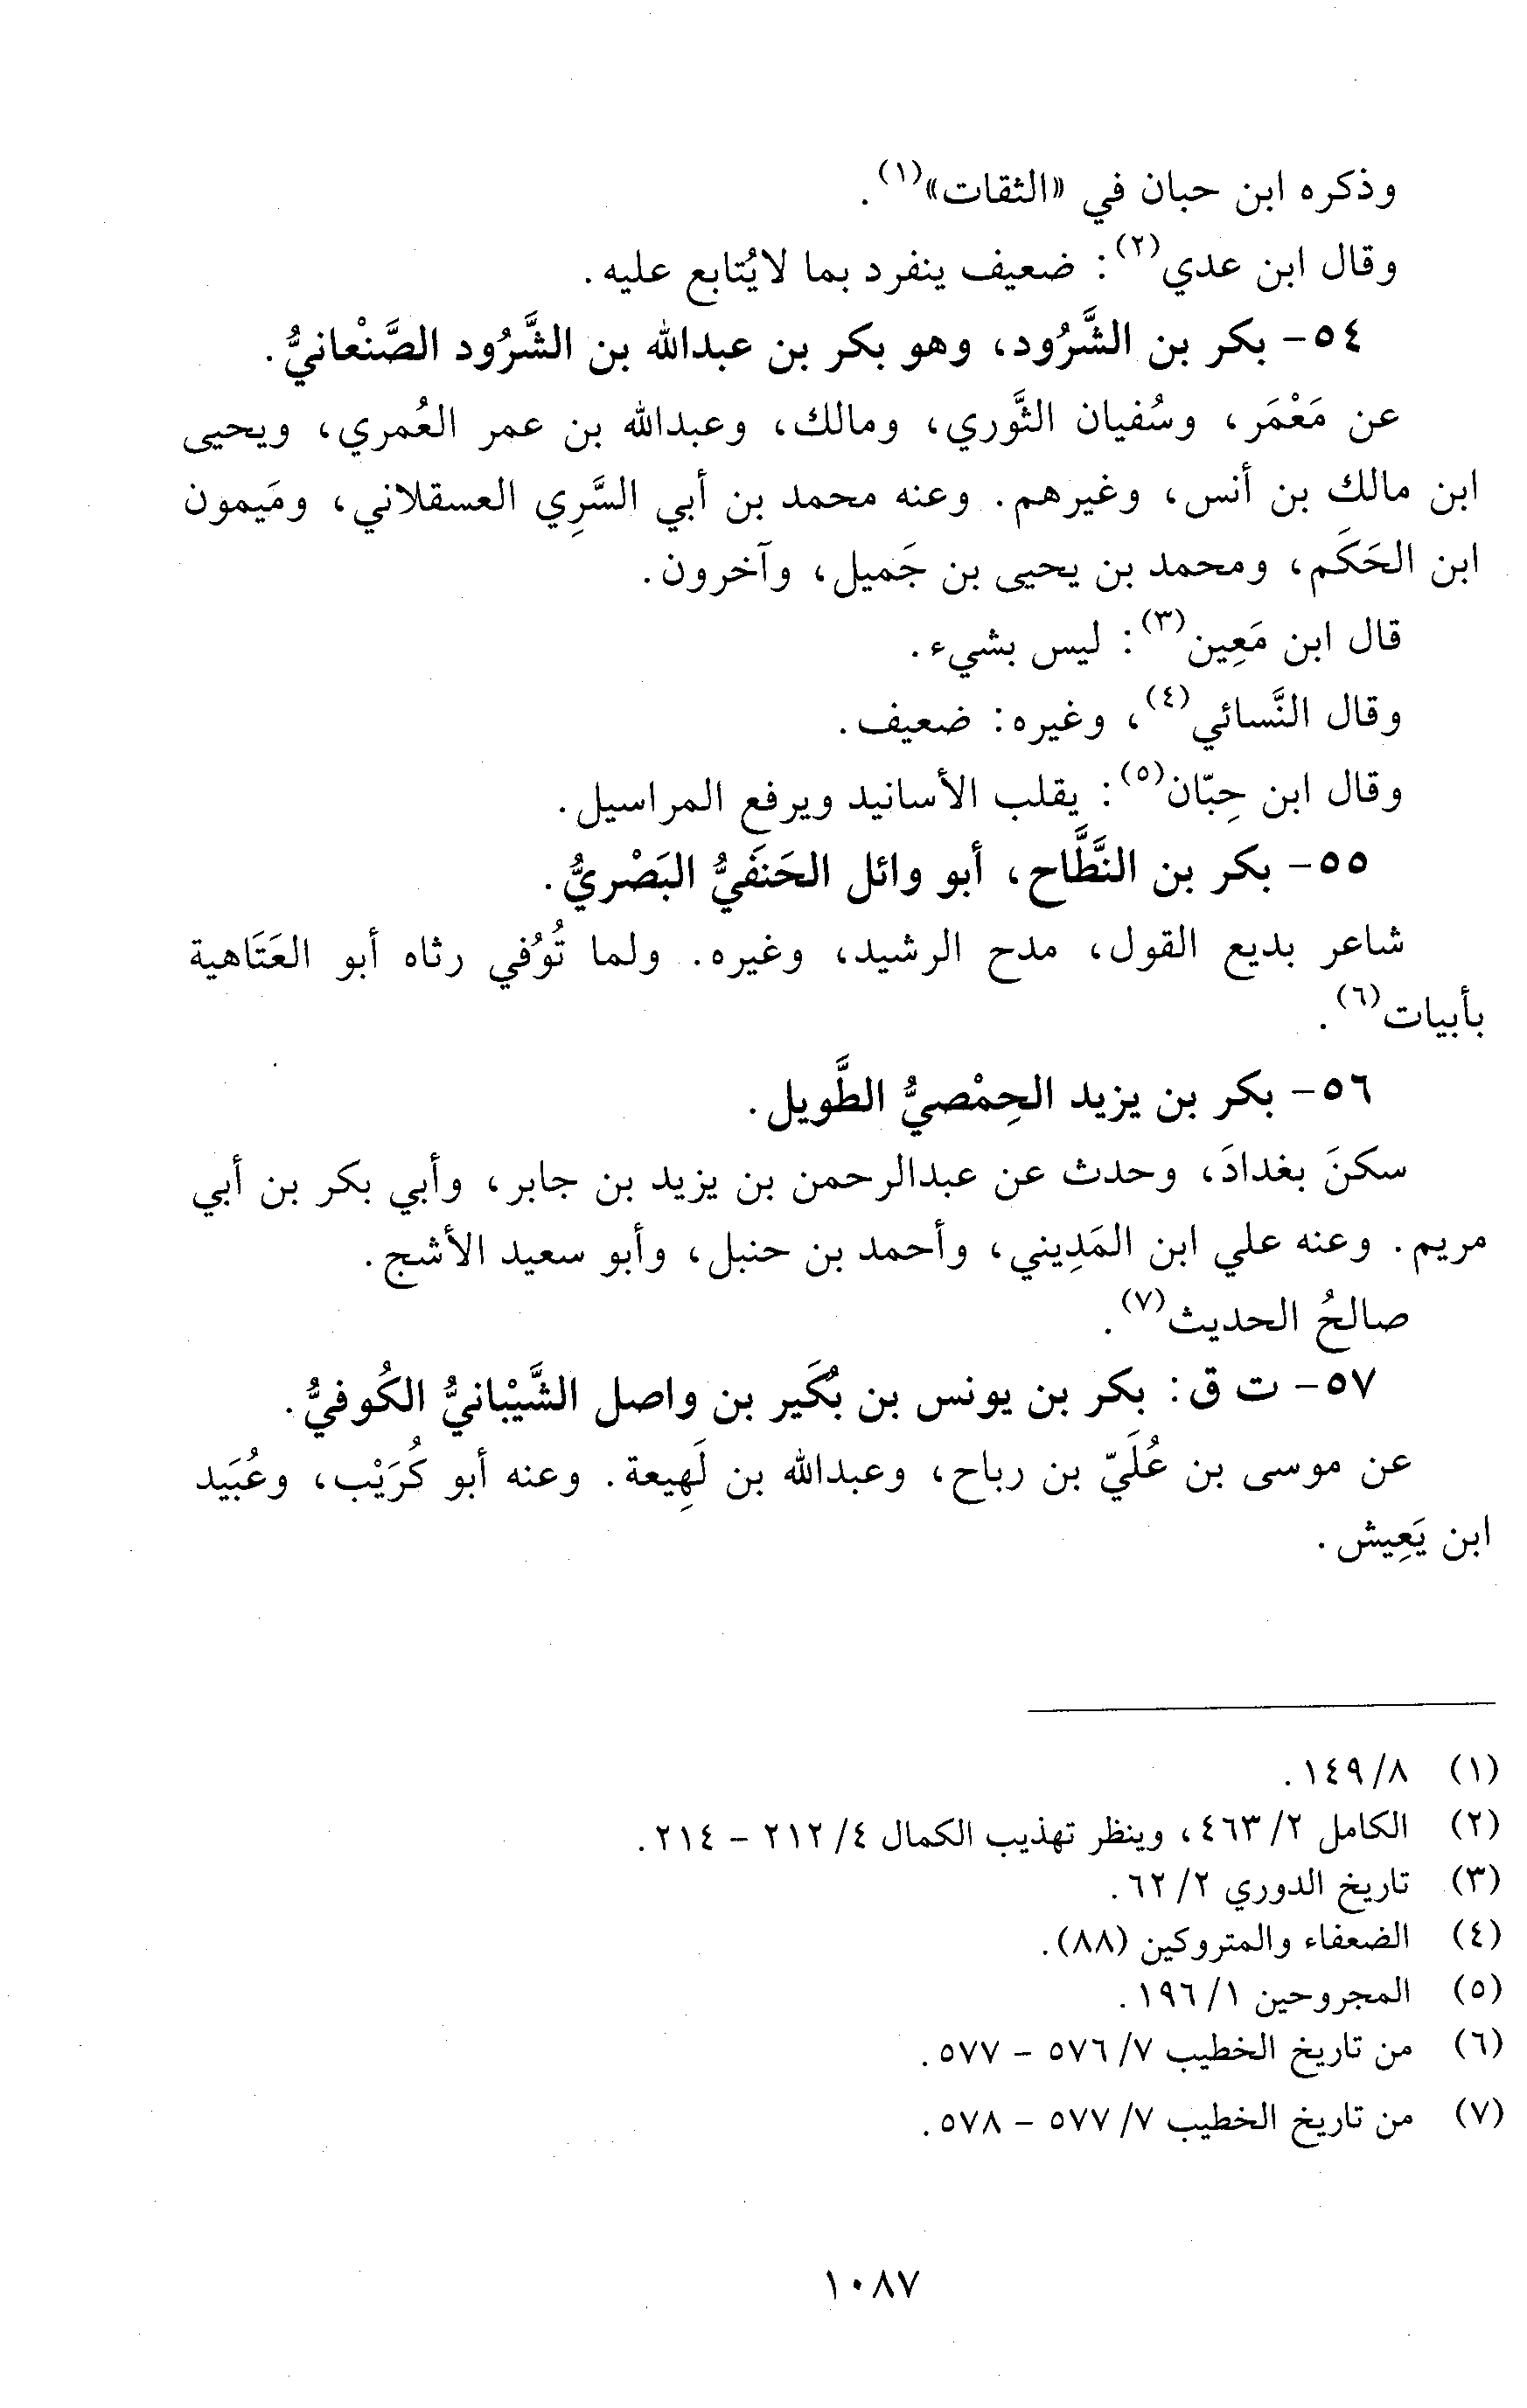 وذكره ابن حبان في «الثقات»(١).
وقال ابن عدي(٢): ضعيف ينفرد بما لايُتابع عليه.
٥٤- بكر بن الشَّرُود، وهو بكر بن عبدالله بن الشَّرُود الصَّنْعانيُّ.
عن مَعْمَر، وسُفيان الثَّوري، ومالك، وعبدالله بن عمر العُمري، ويحيى
ابن مالك بن أنس، وغيرهم. وعنه محمد بن أبي السَّرِي العسقلاني، ومَيمون
ابن الحَكَم، ومحمد بن يحيى بن جَميل، وآخرون.
قال ابن مَعِين(٣): ليس بشيء.
وقال النَّسائي(٤)، وغيره: ضعيف.
وقال ابن حِبّان(٥): يقلب الأسانيد ويرفع المراسيل.
٥٥- بكر بن النَّطَّاح، أبو وائل الحَنَفيُّ البَصْريُّ.
شاعر بديع القول، مدح الرشيد، وغيره. ولما تُوُفي رثاه أبو العَتَاهية
بأبيات(٦).
٥٦- بكر بن يزيد الحِمْصيُّ الطَّويل.
سكنَ بغدادَ، وحدث عن عبدالرحمن بن يزيد بن جابر، وأبي بكر بن أبي
مريم. وعنه علي ابن المَدِيني، وأحمد بن حنبل، وأبو سعيد الأشج.
صالحُ الحديث(٧).
٥٧- ت ق: بكر بن يونس بن بُكَير بن واصل الشَّيْبانيُّ الكُوفيُّ.
عن موسى بن عُلَيّ بن رباح، وعبدالله بن لَهِيعة. وعنه أبو كُرَيْب، وعُبَيد
ابن يَعِيش.
(١) ٨/ ١٤٩.
(٢) الكامل ٢/ ٤٦٣، وينظر تهذيب الكمال ٤/ ٢١٢ - ٢١٤.
(٣) تاريخ الدوري ٢/ ٦٢.
(٤) الضعفاء والمتروكين (٨٨).
(٥) المجروحين ١/ ١٩٦.
(٦) من تاريخ الخطيب ٧/ ٥٧٦ - ٥٧٧.
(٧) من تاريخ الخطيب ٧/ ٥٧٧ - ٥٧٨.
١٠٨٧